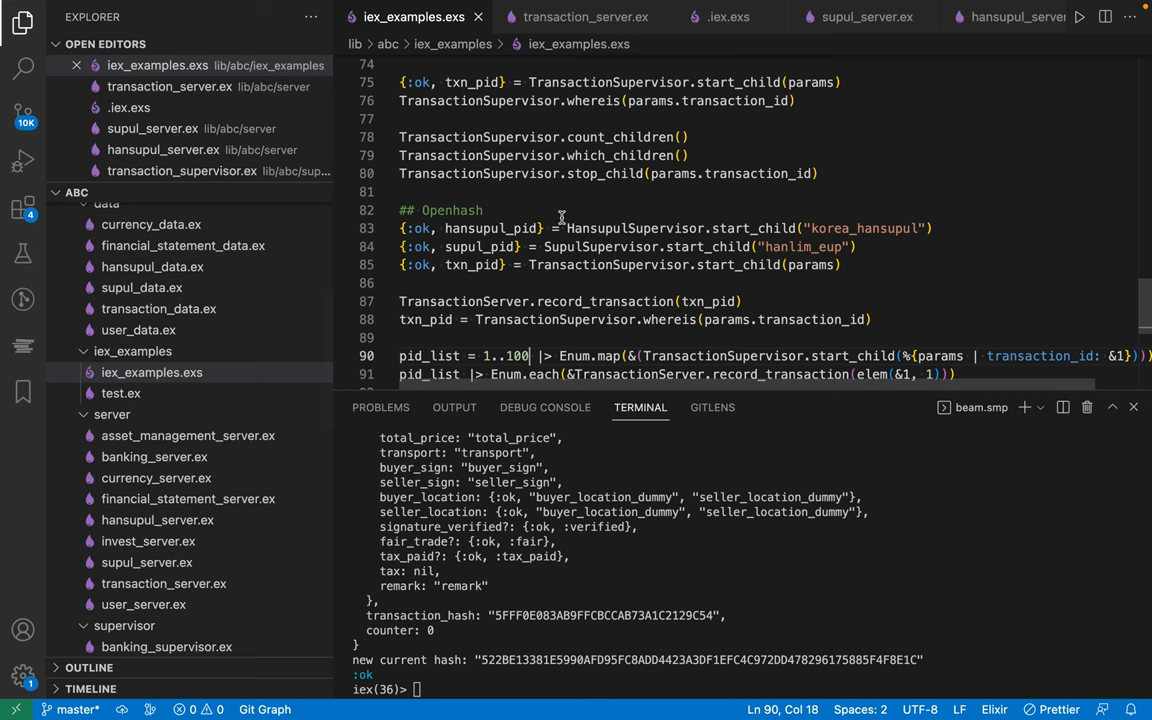 EXPLORER
iex_examples.exs
transaction_server.ex
.iex.exs
supul_server.ex
hansupul_serve
lib > abc > iex_examples > iex_examples.exs
OPEN EDITORS
iex_examples.exs lib/abc/iex_examples
transaction_server.ex lib/abc/server
.iex.exs
supul_server.ex lib/abc/server
hansupul_server.ex lib/abc/server
transaction_supervisor.ex lib/abc/sup...
ABC
data
currency_data.ex
financial_statement_data.ex
hansupul_data.ex
supul_data.ex
transaction_data.ex
user_data.ex
iex_examples
iex_examples.exs
test.ex
server
asset_management_server.ex
banking_server.ex
currency_server.ex
financial_statement_server.ex
hansupul_server.ex
invest_server.ex
supul_server.ex
transaction_server.ex
user_server.ex
supervisor
banking_supervisor.ex
OUTLINE
TIMELINE
10K
4
1
74
75 {:ok, txn_pid} = TransactionSupervisor.start_child(params)
76 TransactionSupervisor.whereis(params.transaction_id)
77
78 TransactionSupervisor.count_children()
79 TransactionSupervisor.which_children()
80 TransactionSupervisor.stop_child(params.transaction_id)
81
82 ## Openhash
83 {:ok, hansupul_pid} = HansupulSupervisor.start_child("korea_hansupul")
84 {:ok, supul_pid} = SupulSupervisor.start_child("hanlim_eup")
85 {:ok, txn_pid} = TransactionSupervisor.start_child(params)
86
87 TransactionServer.record_transaction(txn_pid)
88 txn_pid = TransactionSupervisor.whereis(params.transaction_id)
89
90 pid_list = 1..100 |> Enum.map(&(TransactionSupervisor.start_child(%{params | transaction_id: &1})))
91 pid_list |> Enum.each(&TransactionServer.record_transaction(elem(&1, 1)))
PROBLEMS OUTPUT DEBUG CONSOLE TERMINAL GITLENS
beam.smp
total_price: "total_price",
transport: "transport",
buyer_sign: "buyer_sign",
seller_sign: "seller_sign",
buyer_location: {:ok, "buyer_location_dummy", "seller_location_dummy"},
seller_location: {:ok, "buyer_location_dummy", "seller_location_dummy"},
signature_verified?: {:ok, :verified},
fair_trade?: {:ok, :fair},
tax_paid?: {:ok, :tax_paid},
tax: nil,
remark: "remark"
},
transaction_hash: "5FFF0E083AB9FFCBCCAB73A1C2129C54",
counter: 0
}
new current hash: "522BE13381E5990AFD95FC8ADD4423A3DF1EFC4C972DD478296175885F4F8E1C"
:ok
iex(36)>
master* 0 0 Git Graph Ln 90, Col 18 Spaces: 2 UTF-8 LF Elixir Prettier